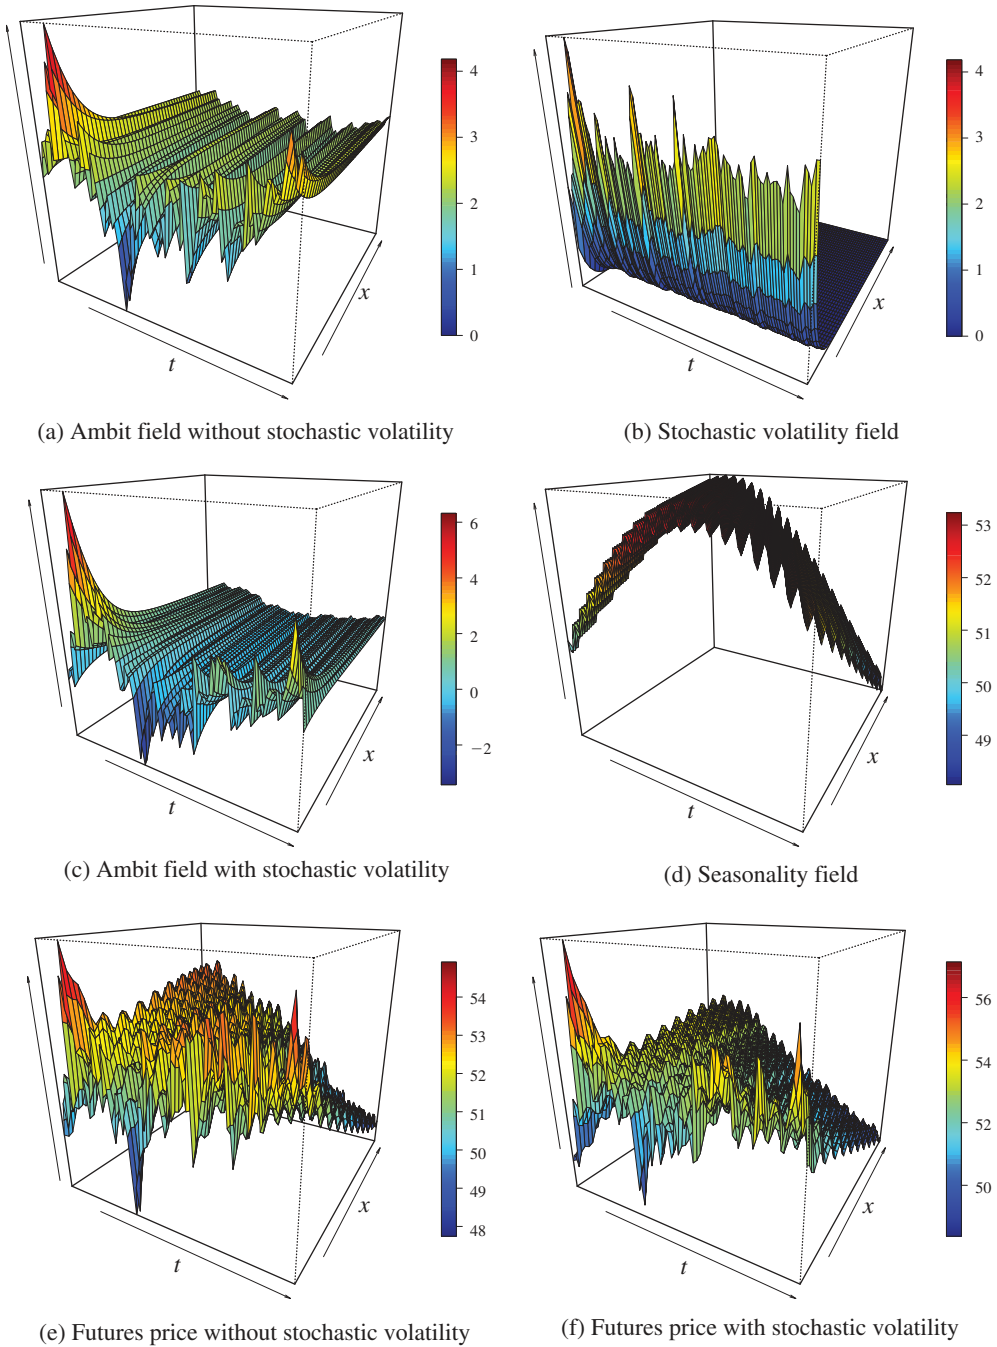 4
3
2
1
0
t
x
(a) Ambit field without stochastic volatility
4
3
2
1
0
x
t
(b) Stochastic volatility field
6
4
2
0
−2
x
t
(c) Ambit field with stochastic volatility
53
52
51
50
49
x
t
(d) Seasonality field
54
53
52
51
50
49
48
x
t
(e) Futures price without stochastic volatility
56
54
52
50
x
t
(f) Futures price with stochastic volatility